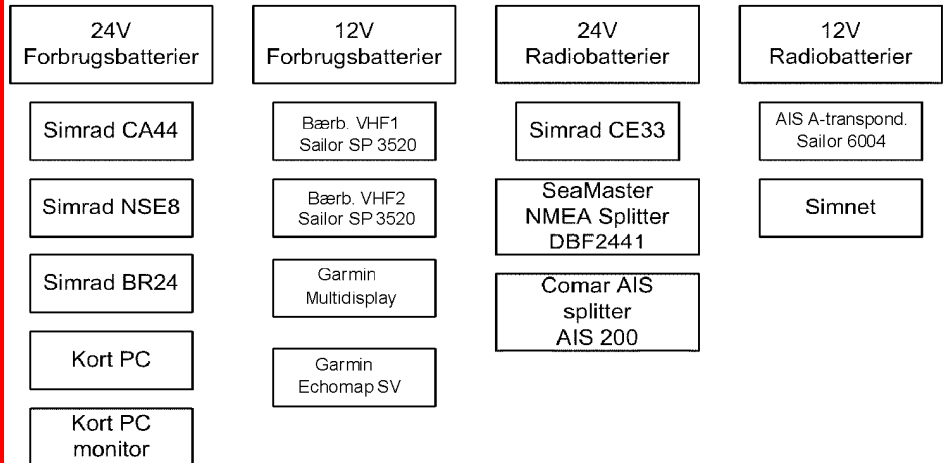 24V
Forbrugsbatterier
Simrad CA44
Simrad NSE8
Simrad BR24
Kort PC
Kort PC
monitor
12V
Forbrugsbatterier
Bærb. VHF1
Sailor SP 3520
Bærb. VHF2
Sailor SP 3520
Garmin
Multidisplay
Garmin
Echomap SV
24V
Radiobatterier
Simrad CE33
SeaMaster
NMEA Splitter
DBF2441
Comar AIS
splitter
AIS 200
12V
Radiobatterier
AIS A-transpond.
Sailor 6004
Simnet